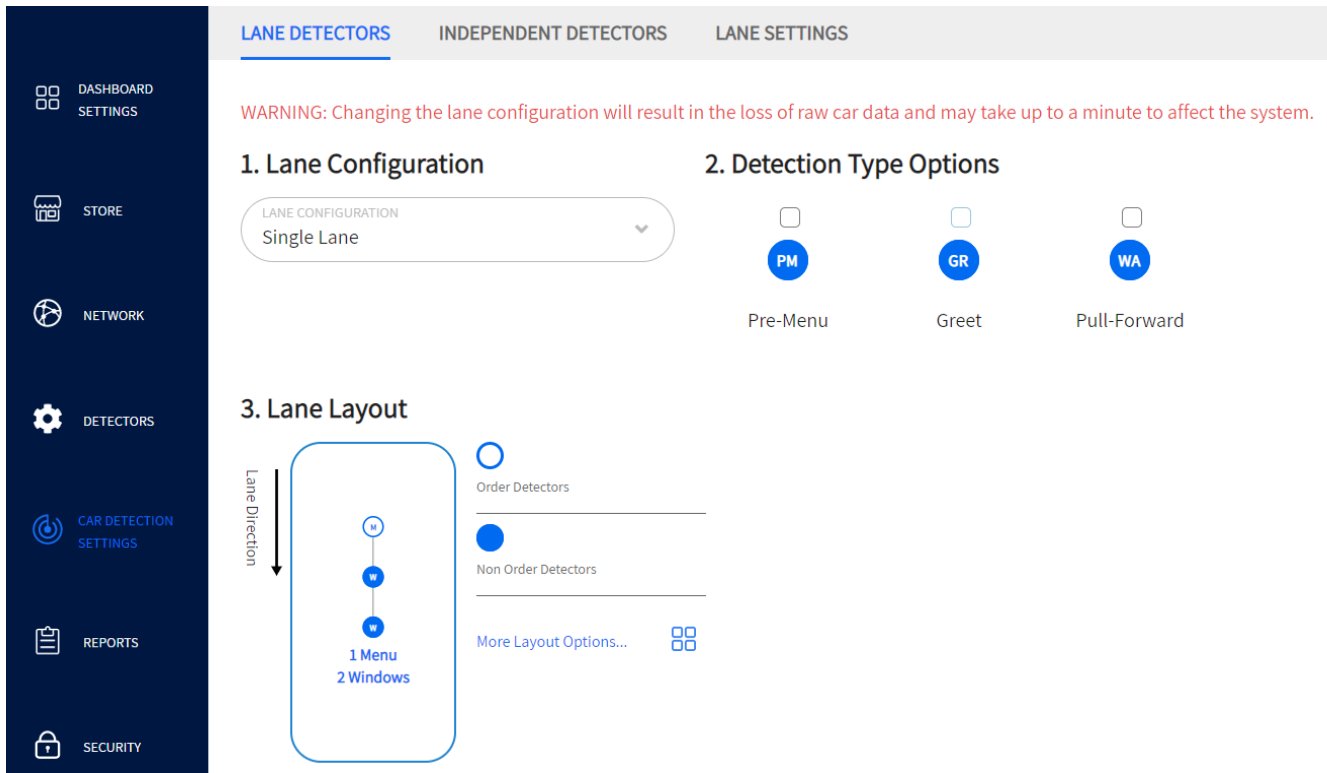 LANE DETECTORS
INDEPENDENT DETECTORS
LANE SETTINGS
DASHBOARD
SETTINGS
STORE
NETWORK
DETECTORS
CAR DETECTION
SETTINGS
REPORTS
SECURITY
WARNING: Changing the lane configuration will result in the loss of raw car data and may take up to a minute to affect the system.
1. Lane Configuration
LANE CONFIGURATION
Single Lane
2. Detection Type Options
PM
GR
WA
Pre-Menu
Greet
Pull-Forward
3. Lane Layout
Lane Direction
M
W
W
1 Menu
2 Windows
Order Detectors
Non Order Detectors
More Layout Options...